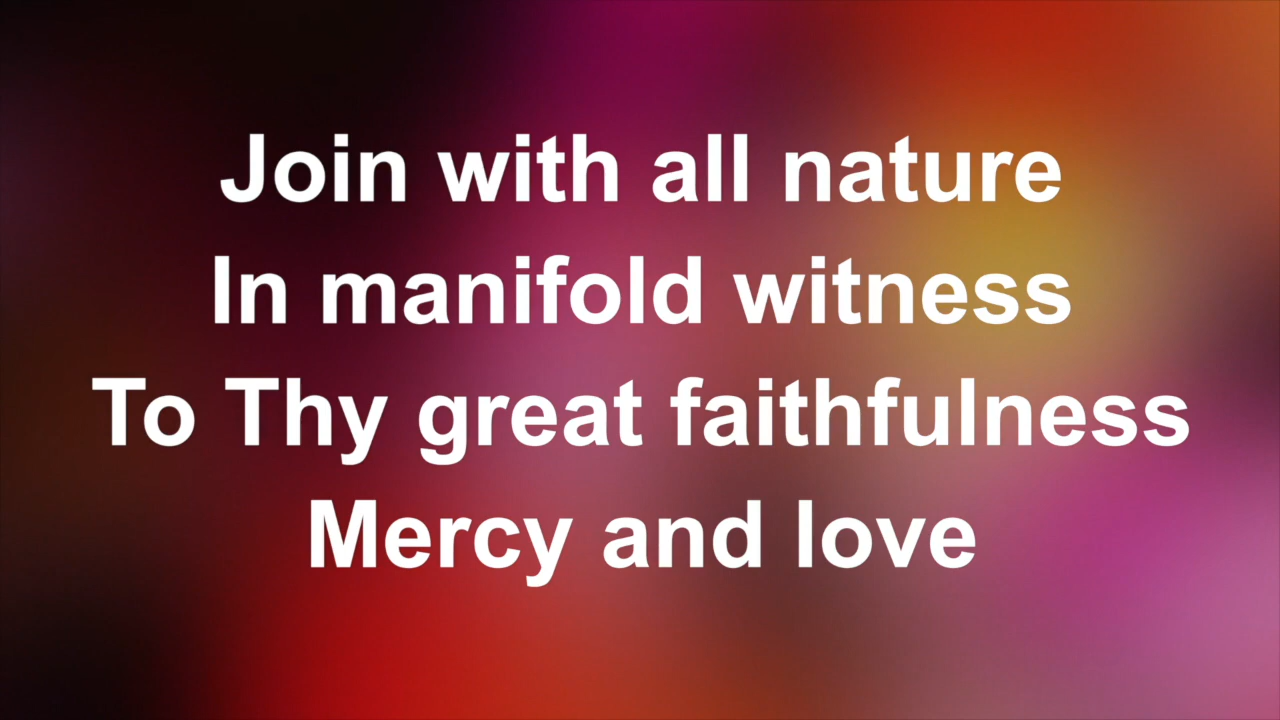 Join with all nature
In manifold witness
To Thy great faithfulness
Mercy and love